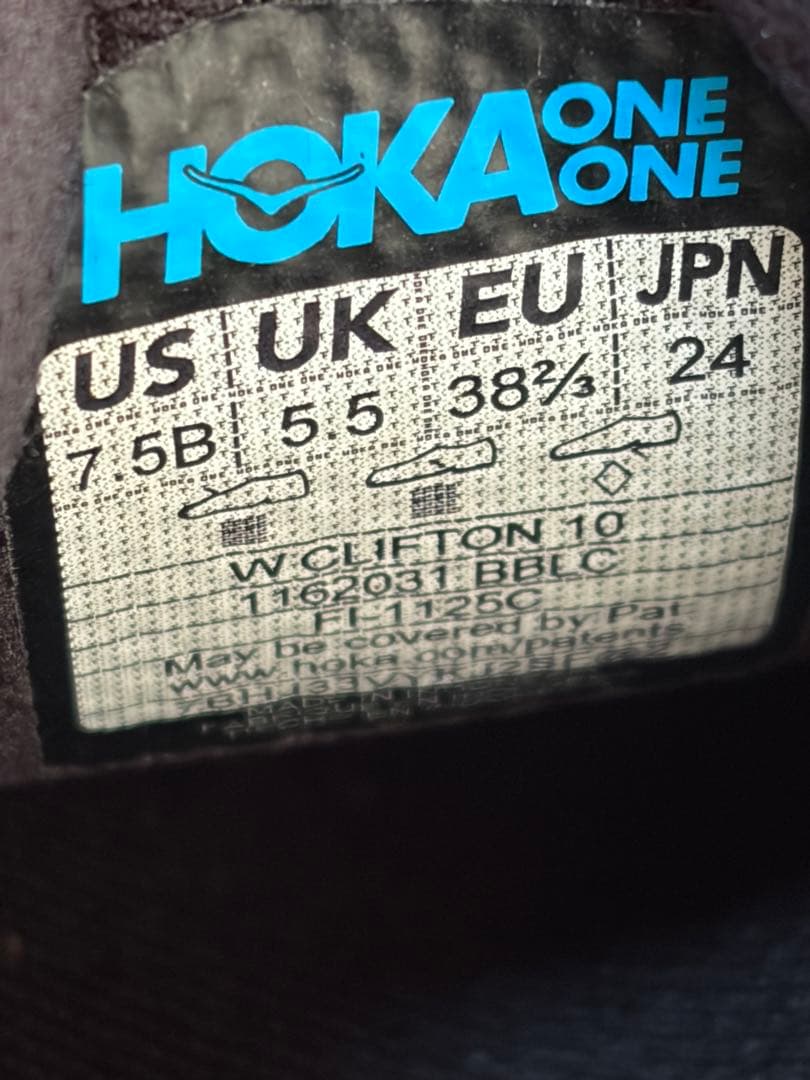 HOKA ONE ONE
US UK EU JPN
7.5B 5.5 38⅔ 24
W CLIFTON 10
1162031 BBLC
FI-1125C
May be covered by Pat
www.hoka.com/patents